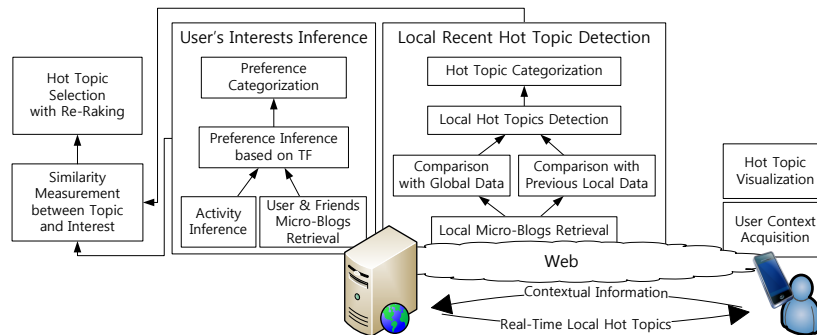 User's Interests Inference
Local Recent Hot Topic Detection
Hot Topic
Selection
with Re-Raking
Preference
Categorization
Hot Topic Categorization
Preference Inference
based on TF
Local Hot Topics Detection
Similarity
Measurement
between Topic
and Interest
Comparison
with Global Data
Comparison with
Previous Local Data
Hot Topic
Visualization
Activity
Inference
User & Friends
Micro-Blogs
Retrieval
Local Micro-Blogs Retrieval
User Context
Acquisition
Web
Contextual Information
Real-Time Local Hot Topics